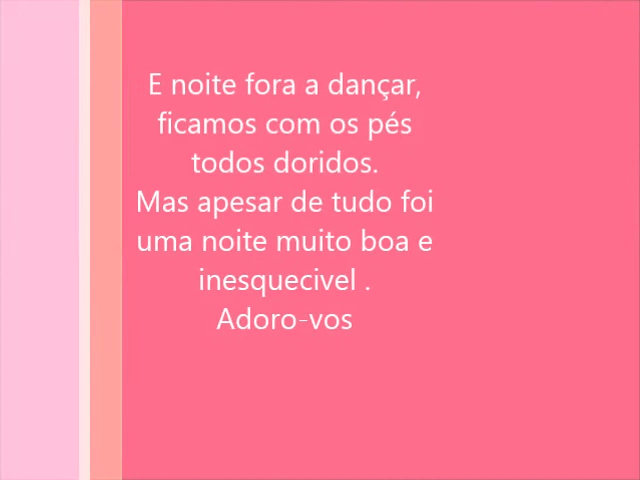 E noite fora a dançar,
ficamos com os pés
todos doridos.
Mas apesar de tudo foi
uma noite muito boa e
inesquecivel .
Adoro-vos